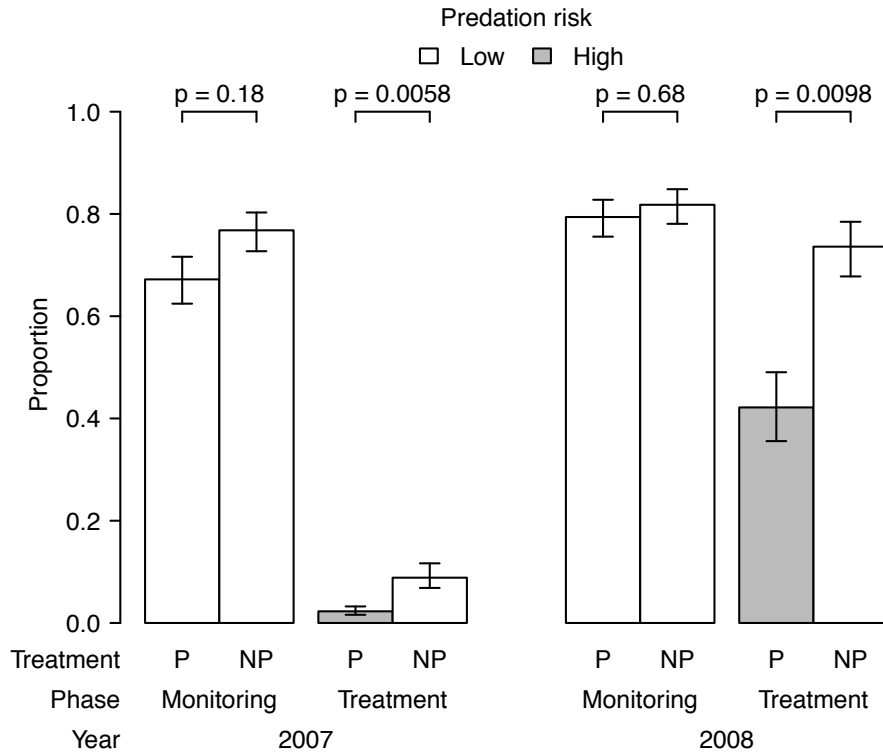 Predation risk
Low High
p = 0.18 p = 0.0058 p = 0.68 p = 0.0098
1.0
0.8
0.6
0.4
0.2
0.0
Proportion
Treatment P NP P NP P NP P NP
Phase Monitoring Treatment Monitoring Treatment
Year 2007 2008